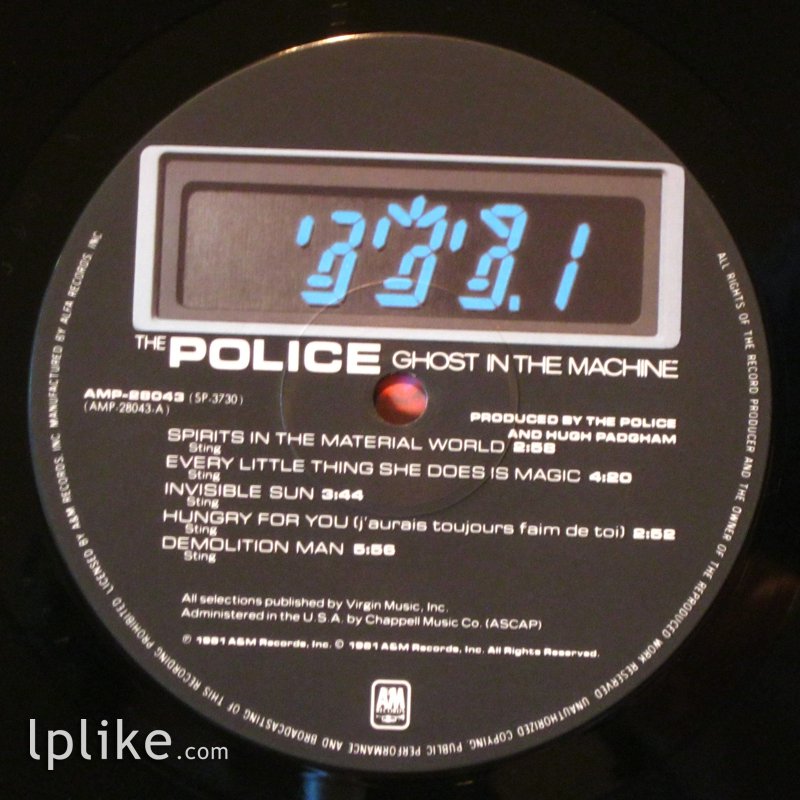 THE POLICE GHOST IN THE MACHINE
AMP-28043 (SP-3730)
(AMP-28043-A)
PRODUCED BY THE POLICE
AND HUGH PADGHAM
SPIRITS IN THE MATERIAL WORLD 2:58
Sting
EVERY LITTLE THING SHE DOES IS MAGIC 4:20
Sting
INVISIBLE SUN 3:44
Sting
HUNGRY FOR YOU (j'aurais toujours faim de toi) 2:52
Sting
DEMOLITION MAN 5:56
Sting
All selections published by Virgin Music, Inc.
Administered in the U.S.A. by Chappell Music Co. (ASCAP)
℗ 1981 A&M Records, Inc. © 1981 A&M Records, Inc. All Rights Reserved.
A&M
RECORDS
ALL RIGHTS OF THE RECORD PRODUCER AND THE OWNER OF THE REPRODUCED WORK RESERVED. UNAUTHORIZED COPYING, PUBLIC PERFORMANCE AND BROADCASTING OF THIS RECORDING PROHIBITED. LICENSED BY A&M RECORDS, INC. MANUFACTURED BY ALFA RECORDS, INC.
lplike.com